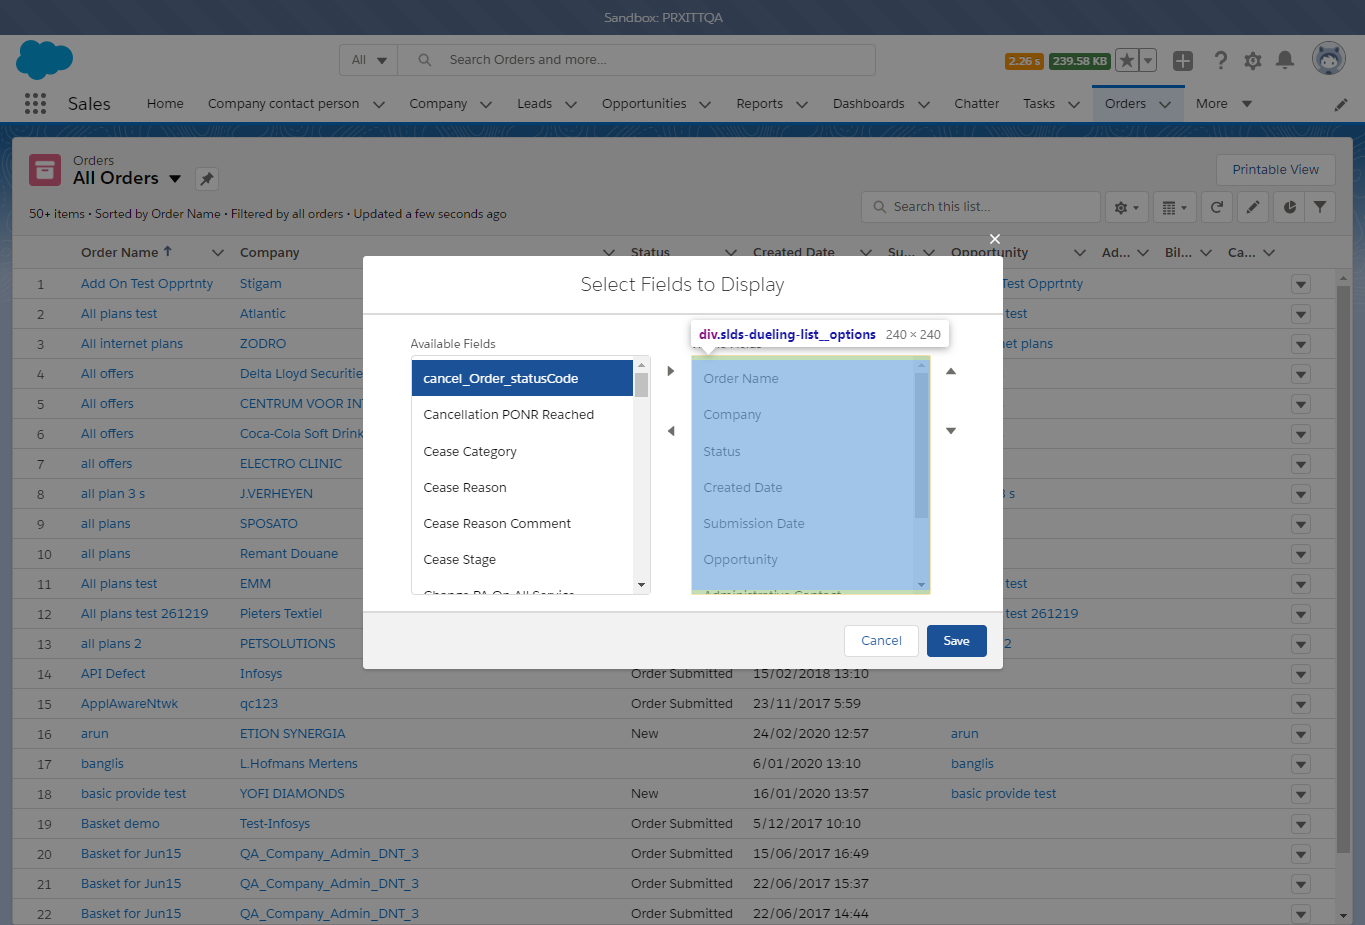 Sandbox: PRXITTQA
All
Search Orders and more...
2.26 s
239.58 KB
Sales
Home
Company contact person
Company
Leads
Opportunities
Reports
Dashboards
Chatter
Tasks
Orders
More
Orders
All Orders
Printable View
50+ items • Sorted by Order Name • Filtered by all orders • Updated a few seconds ago
Search this list...
Order Name
Company
Status
Created Date
Su...
Opportunity
Ad...
Bil...
Ca...
1 Add On Test Opprtnty Stigam Test Opprtnty
2 All plans test Atlantic test
3 All internet plans ZODRO net plans
4 All offers Delta Lloyd Securitie
5 All offers CENTRUM VOOR IN
6 All offers Coca-Cola Soft Drink
7 all offers ELECTRO CLINIC
8 all plan 3 s J.VERHEYEN 3 s
9 all plans SPOSATO
10 all plans Remant Douane
11 All plans test EMM test
12 All plans test 261219 Pieters Textiel test 261219
13 all plans 2 PETSOLUTIONS 2
14 API Defect Infosys Order Submitted 15/02/2018 13:10
15 ApplAwareNtwk qc123 Order Submitted 23/11/2017 5:59
16 arun ETION SYNERGIA New 24/02/2020 12:57 arun
17 banglis L.Hofmans Mertens 6/01/2020 13:10 banglis
18 basic provide test YOFI DIAMONDS New 16/01/2020 13:57 basic provide test
19 Basket demo Test-Infosys Order Submitted 5/12/2017 10:10
20 Basket for Jun15 QA_Company_Admin_DNT_3 Order Submitted 15/06/2017 16:49
21 Basket for Jun15 QA_Company_Admin_DNT_3 Order Submitted 22/06/2017 15:37
22 Basket for Jun15 QA_Company_Admin_DNT_3 Order Submitted 22/06/2017 14:44
Select Fields to Display
div.slds-dueling-list__options 240 × 240
Available Fields
cancel_Order_statusCode
Cancellation PONR Reached
Cease Category
Cease Reason
Cease Reason Comment
Cease Stage
Order Name
Company
Status
Created Date
Submission Date
Opportunity
Administrative Contact
Cancel
Save